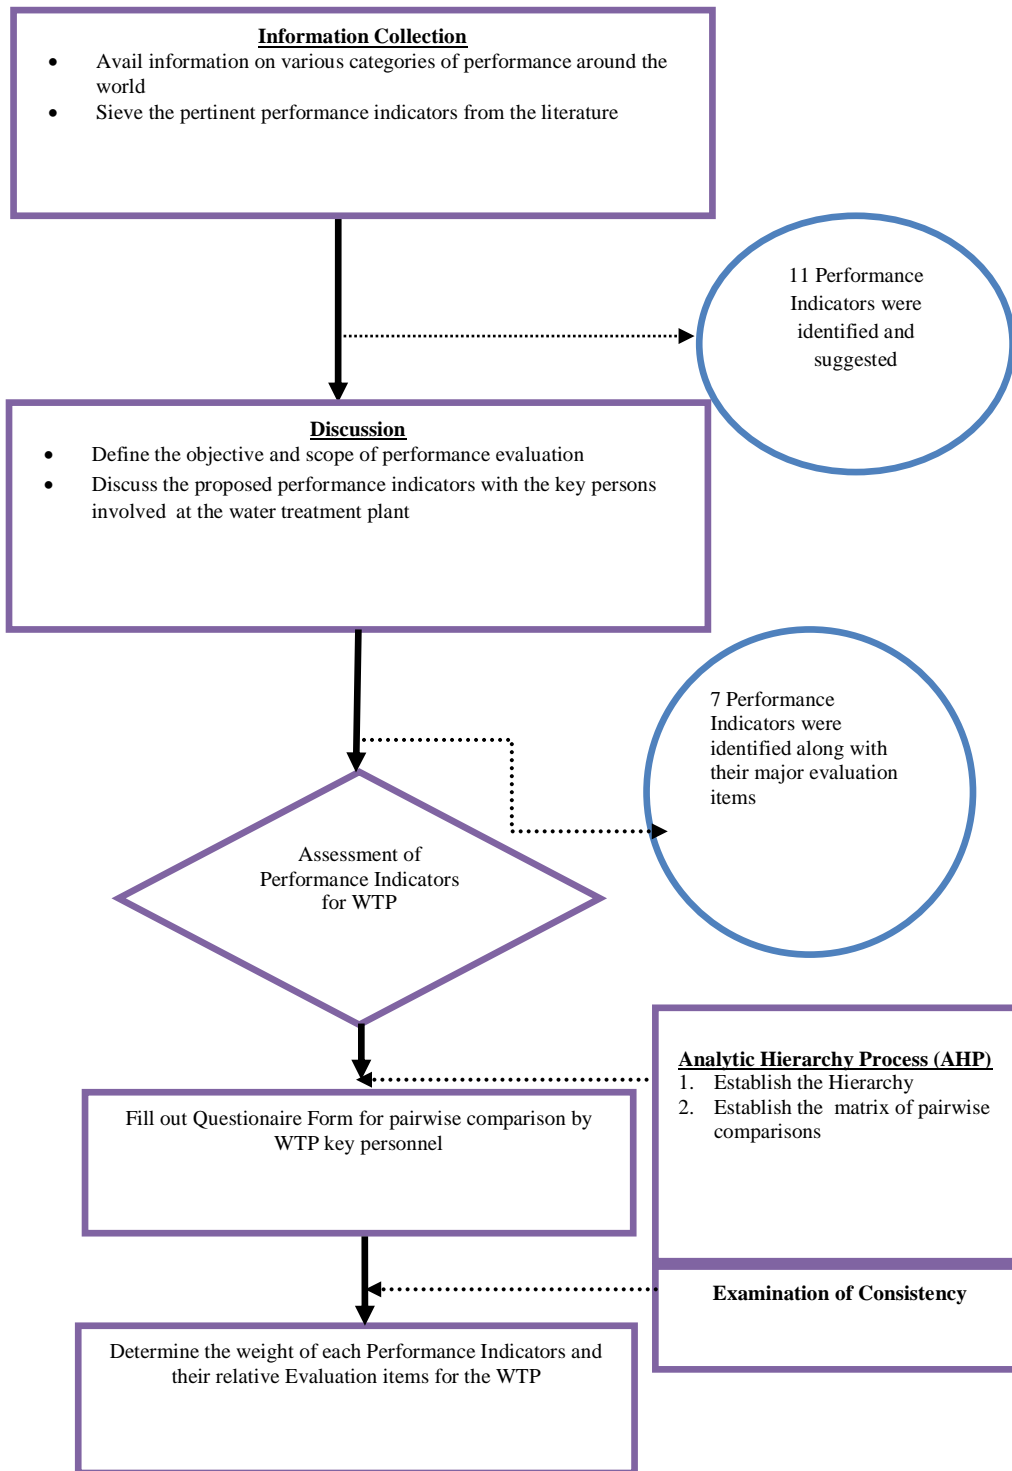 Information Collection
• Avail information on various categories of performance around the
world
• Sieve the pertinent performance indicators from the literature
11 Performance
Indicators were
identified and
suggested
Discussion
• Define the objective and scope of performance evaluation
• Discuss the proposed performance indicators with the key persons
involved at the water treatment plant
7 Performance
Indicators were
identified along with
their major evaluation
items
Assessment of
Performance Indicators
for WTP
Analytic Hierarchy Process (AHP)
1. Establish the Hierarchy
2. Establish the matrix of pairwise
comparisons
Fill out Questionaire Form for pairwise comparison by
WTP key personnel
Examination of Consistency
Determine the weight of each Performance Indicators and
their relative Evaluation items for the WTP